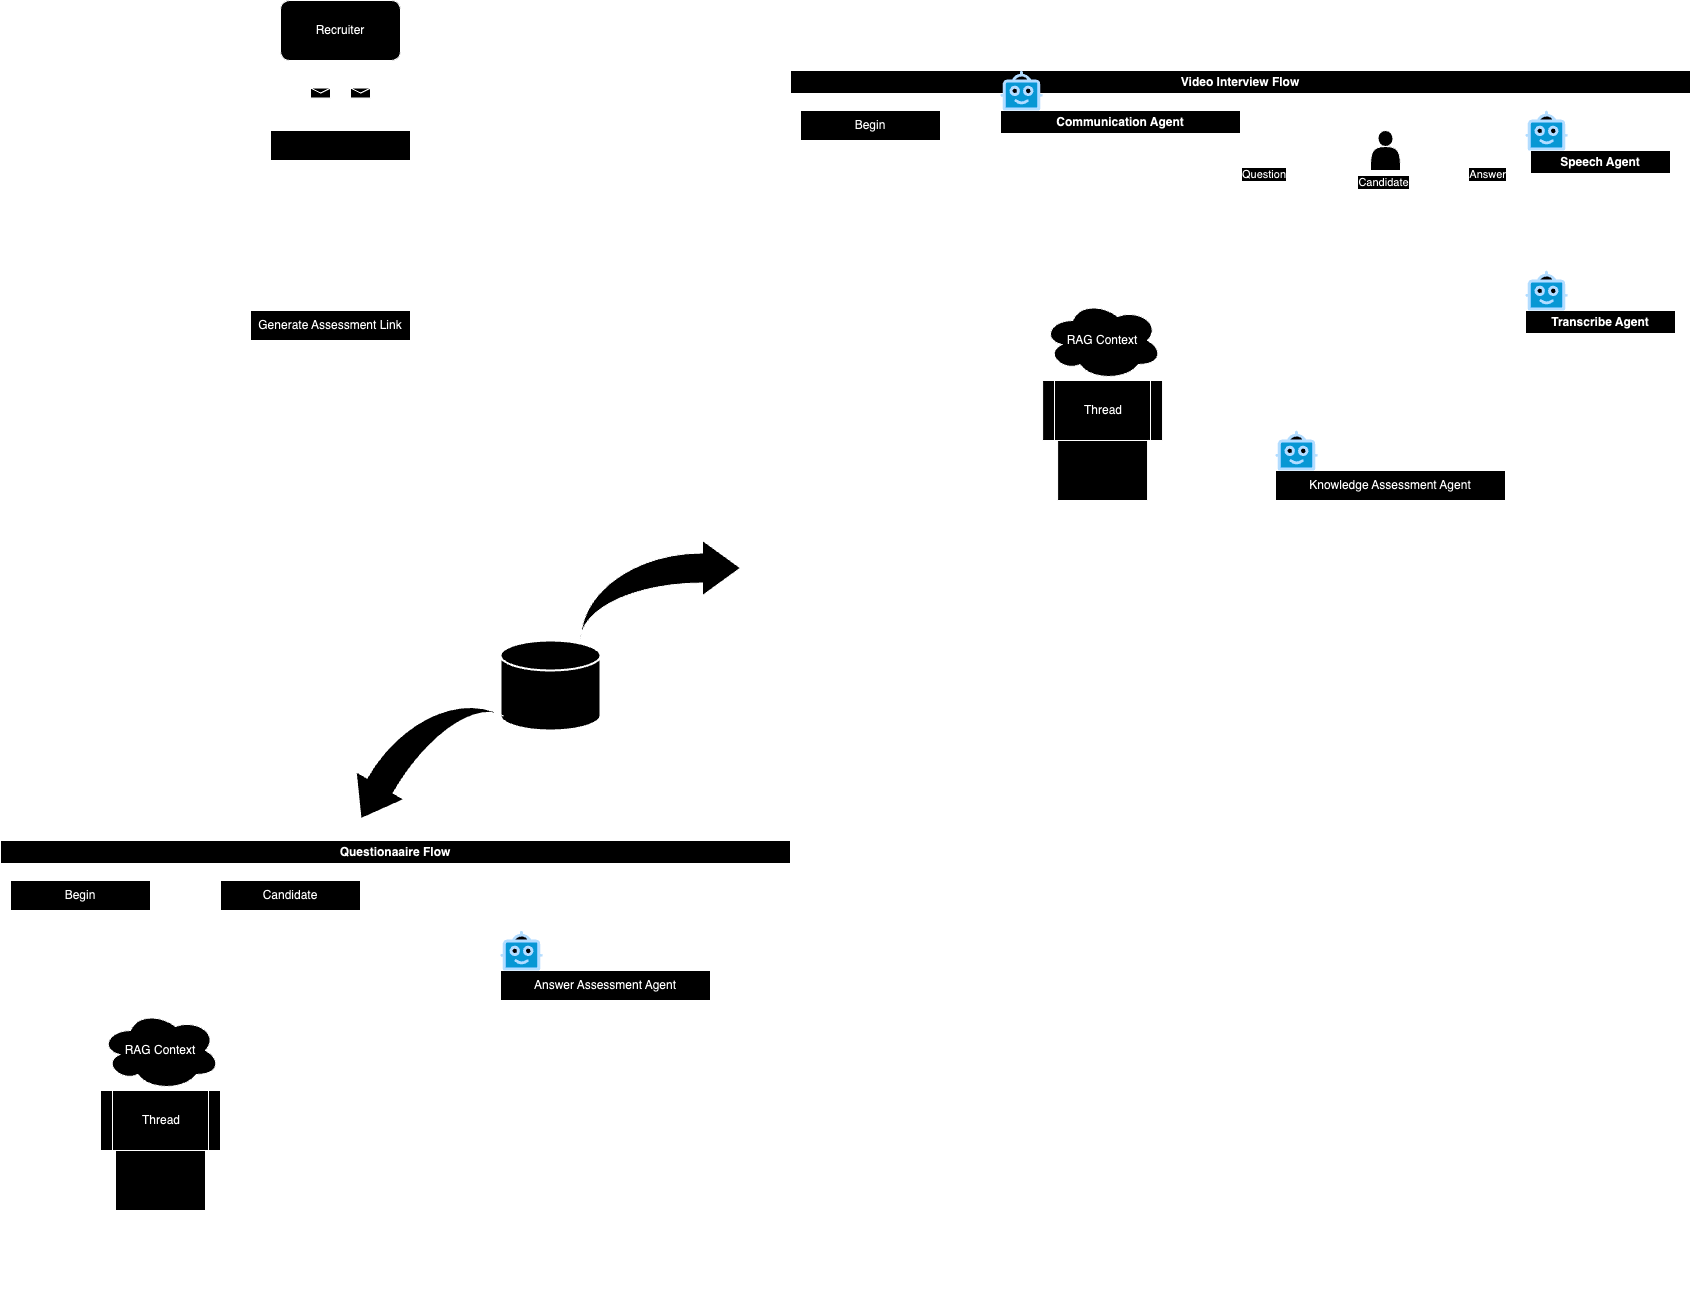 Recruiter
Generate Assessment Link
Video Interview Flow
Begin
Communication Agent
Question
Candidate
Answer
Speech Agent
Transcribe Agent
RAG Context
Thread
Knowledge Assessment Agent
Questionaaire Flow
Begin
Candidate
Answer Assessment Agent
RAG Context
Thread